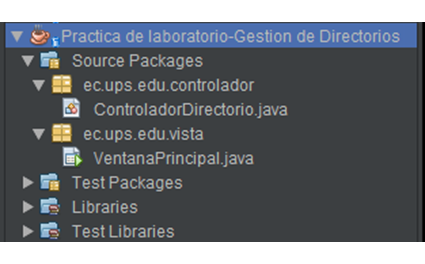 Practica de laboratorio-Gestion de Directorios
Source Packages
ec.ups.edu.controlador
ControladorDirectorio.java
ec.ups.edu.vista
VentanaPrincipal.java
Test Packages
Libraries
Test Libraries